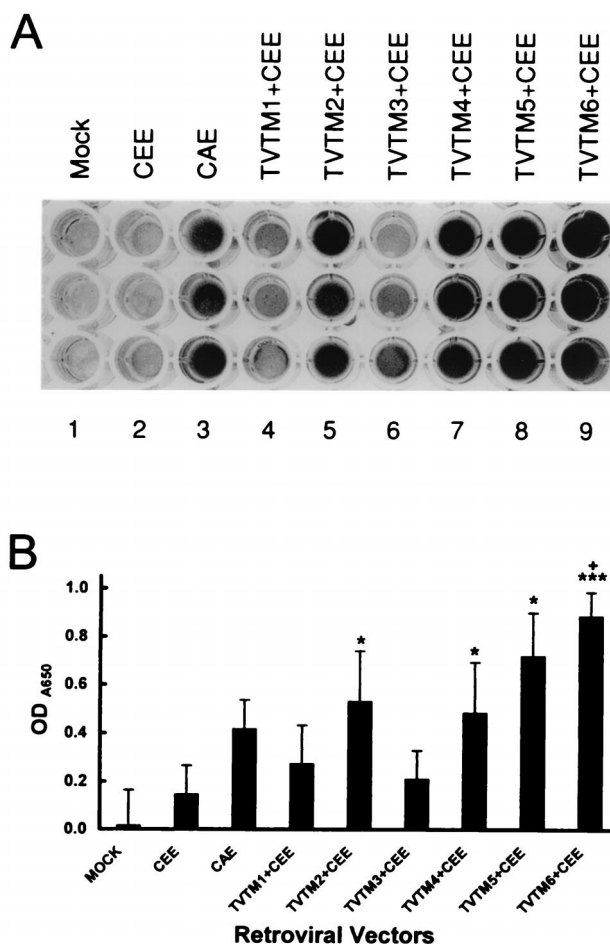 A
Mock
CEE
CAE
TVTM1+CEE
TVTM2+CEE
TVTM3+CEE
TVTM4+CEE
TVTM5+CEE
TVTM6+CEE
1 2 3 4 5 6 7 8 9
B
OD A650
1.0
0.8
0.6
0.4
0.2
0.0
* * * + ***
MOCK
CEE
CAE
TVTM1+CEE
TVTM2+CEE
TVTM3+CEE
TVTM4+CEE
TVTM5+CEE
TVTM6+CEE
Retroviral Vectors